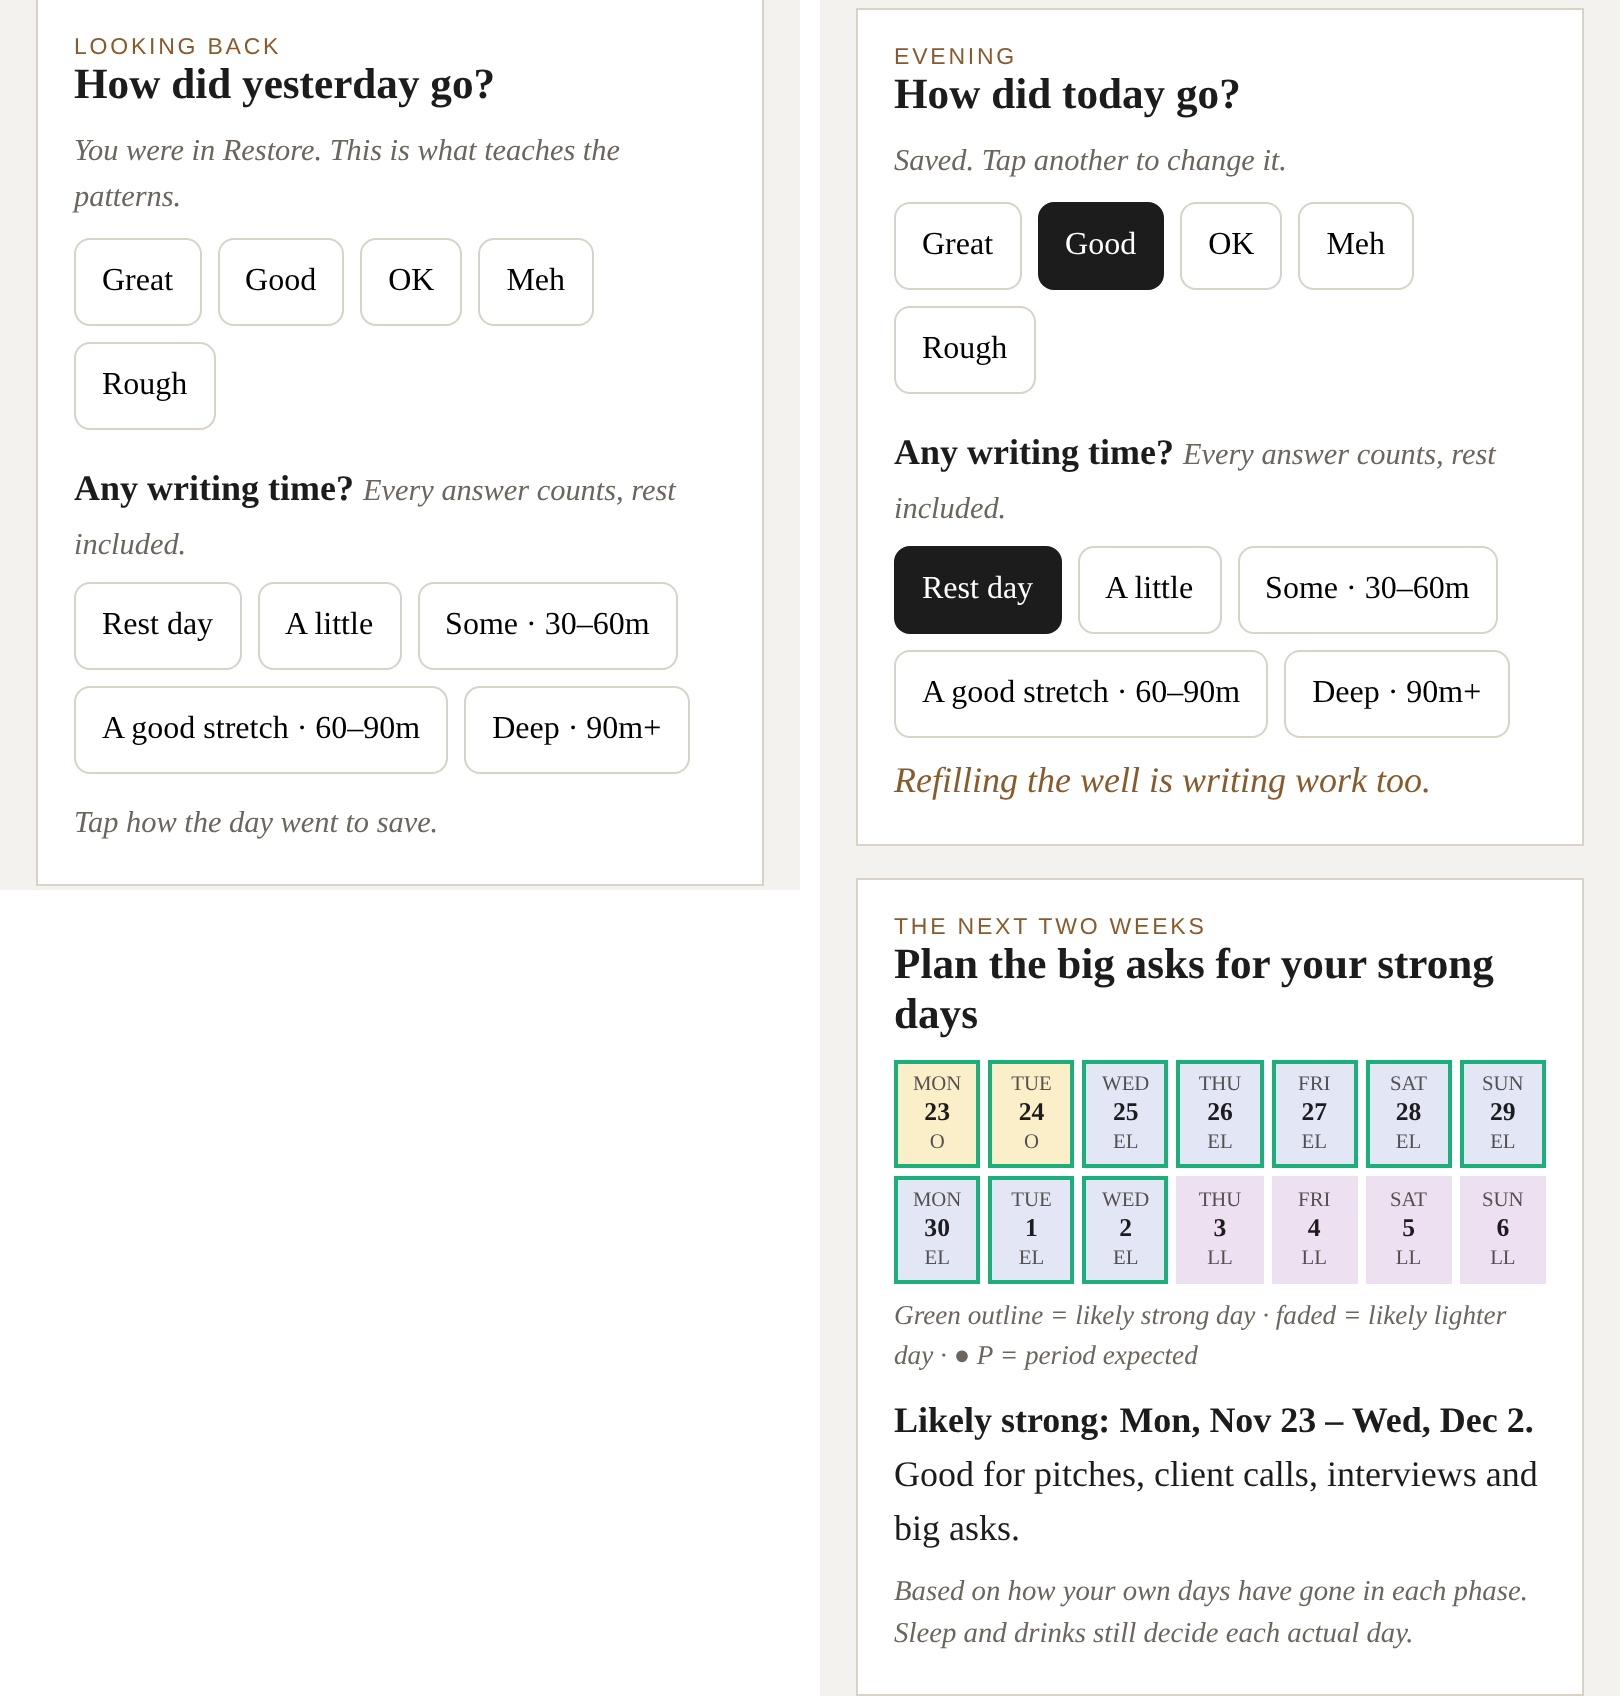 LOOKING BACK
How did yesterday go?
You were in Restore. This is what teaches the
patterns.
Great Good OK Meh
Rough
Any writing time? Every answer counts, rest
included.
Rest day A little Some · 30–60m
A good stretch · 60–90m Deep · 90m+
Tap how the day went to save.
EVENING
How did today go?
Saved. Tap another to change it.
Great Good OK Meh
Rough
Any writing time? Every answer counts, rest
included.
Rest day A little Some · 30–60m
A good stretch · 60–90m Deep · 90m+
Refilling the well is writing work too.
THE NEXT TWO WEEKS
Plan the big asks for your strong
days
MON TUE WED THU FRI SAT SUN
23 24 25 26 27 28 29
O O EL EL EL EL EL
MON TUE WED THU FRI SAT SUN
30 1 2 3 4 5 6
EL EL EL LL LL LL LL
Green outline = likely strong day · faded = likely lighter
day · ● P = period expected
Likely strong: Mon, Nov 23 – Wed, Dec 2.
Good for pitches, client calls, interviews and
big asks.
Based on how your own days have gone in each phase.
Sleep and drinks still decide each actual day.